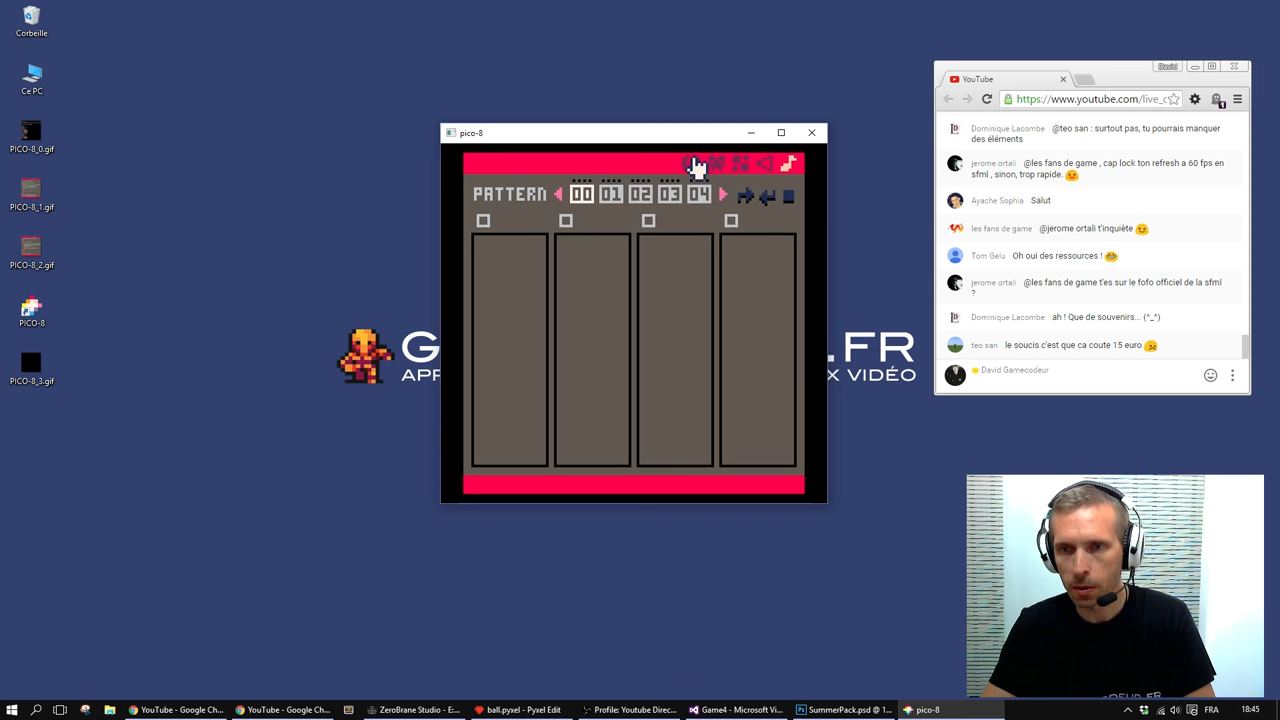 Corbeille
Ce PC
PICO-8_0.gif
PICO-8_1.gif
PICO-8_2.gif
PICO-8
PICO-8_3.gif
G
.FR
APP
X VIDÉO
pico-8
PATTERN 00 01 02 03 04
David
YouTube
https://www.youtube.com/live_c
Dominique Lacombe @teo san : surtout pas, tu pourrais manquer
des éléments
jerome ortali @les fans de game , cap lock ton refresh a 60 fps en
sfml , sinon, trop rapide.
Ayache Sophia Salut
les fans de game @jerome ortali t'inquiète
Tom Gelu Oh oui des ressources !
jerome ortali @les fans de game t'es sur le fofo officiel de la sfml
?
Dominique Lacombe ah ! Que de souvenirs... (^_^)
teo san le soucis c'est que ca coute 15 euro
David Gamecodeur
YouTube - Google Ch...
YouTube - Google Ch...
ZeroBrane Studio - E...
ball.pyxel - Pyxel Edit
Profile: Youtube Direc...
Game4 - Microsoft Vi...
SummerPack.psd @ 1...
pico-8
FRA
18:45